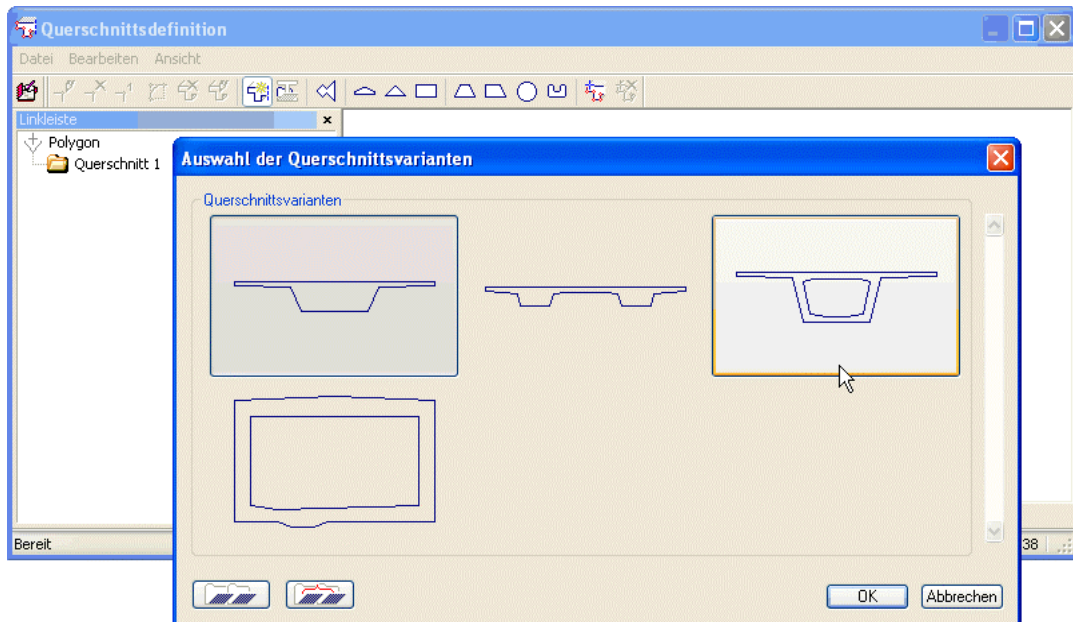 Querschnittsdefinition
Datei Bearbeiten Ansicht
Linkleiste
Polygon
Querschnitt 1
Auswahl der Querschnittsvarianten
Querschnittsvarianten
Bereit
38
OK
Abbrechen